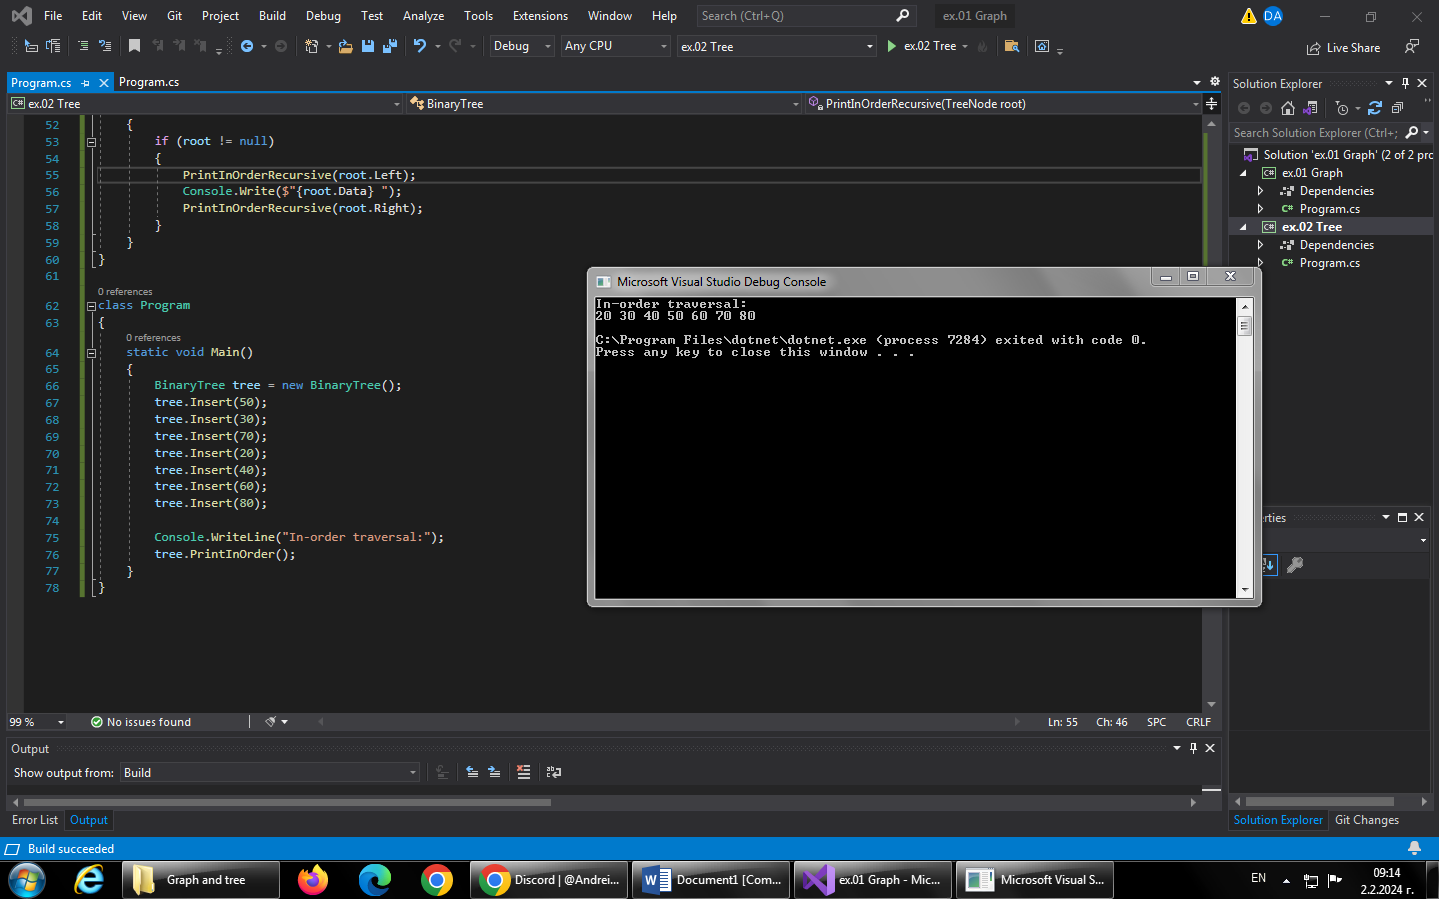 File Edit View Git Project Build Debug Test Analyze Tools Extensions Window Help Search (Ctrl+Q) ex.01 Graph DA
Debug Any CPU ex.02 Tree ex.02 Tree Live Share
Program.cs Program.cs
C# ex.02 Tree BinaryTree PrintInOrderRecursive(TreeNode root)
52 {
53 if (root != null)
54 {
55 PrintInOrderRecursive(root.Left);
56 Console.Write($"{root.Data} ");
57 PrintInOrderRecursive(root.Right);
58 }
59 }
60 }
61
0 references
62 class Program
63 {
0 references
64 static void Main()
65 {
66 BinaryTree tree = new BinaryTree();
67 tree.Insert(50);
68 tree.Insert(30);
69 tree.Insert(70);
70 tree.Insert(20);
71 tree.Insert(40);
72 tree.Insert(60);
73 tree.Insert(80);
74
75 Console.WriteLine("In-order traversal:");
76 tree.PrintInOrder();
77 }
78 }
Microsoft Visual Studio Debug Console
In-order traversal:
20 30 40 50 60 70 80
C:\Program Files\dotnet\dotnet.exe (process 7284) exited with code 0.
Press any key to close this window . . .
Solution Explorer
Search Solution Explorer (Ctrl+;
Solution 'ex.01 Graph' (2 of 2 pro
C# ex.01 Graph
Dependencies
C# Program.cs
C# ex.02 Tree
Dependencies
C# Program.cs
erties
99 % No issues found Ln: 55 Ch: 46 SPC CRLF
Output
Show output from: Build
Error List Output
Solution Explorer Git Changes
Build succeeded
Graph and tree Discord | @Andrei... Document1 [Com... ex.01 Graph - Mic... Microsoft Visual S... EN 09:14
2.2.2024 г.